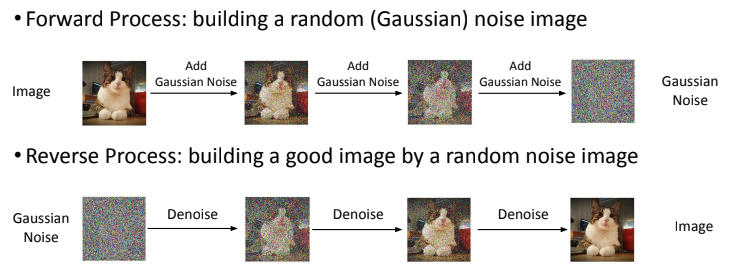 • Forward Process: building a random (Gaussian) noise image
Image
Add
Gaussian Noise
Add
Gaussian Noise
Add
Gaussian Noise
Gaussian
Noise
• Reverse Process: building a good image by a random noise image
Gaussian
Noise
Denoise
Denoise
Denoise
Image